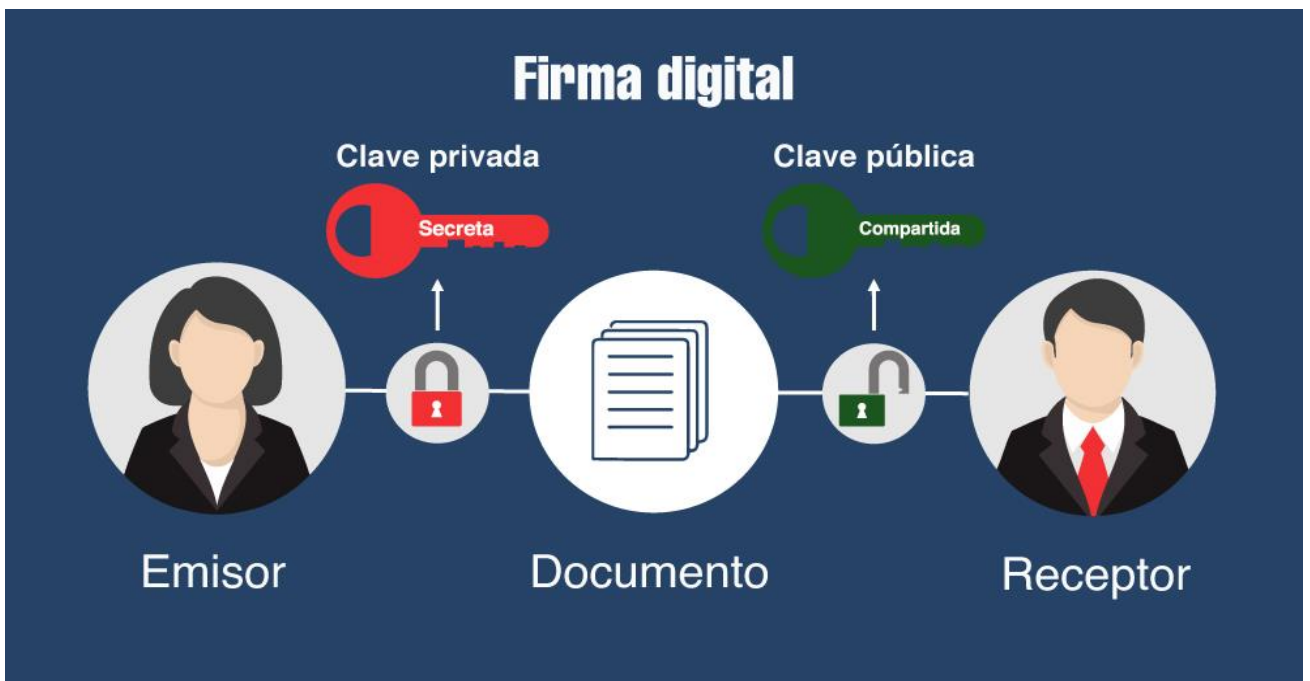 Firma digital
Clave privada
Clave pública
Secreta
Compartida
Emisor
Documento
Receptor